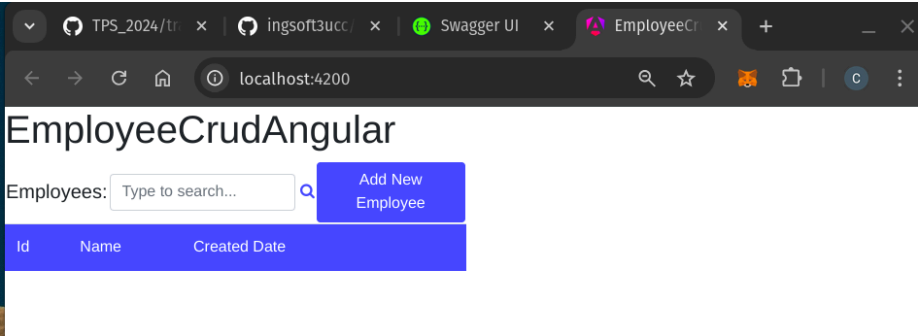 TPS_2024/tr
ingsoft3ucc/
Swagger UI
EmployeeCr
localhost:4200
C
EmployeeCrudAngular
Employees: Type to search...
Add New
Employee
Id Name Created Date